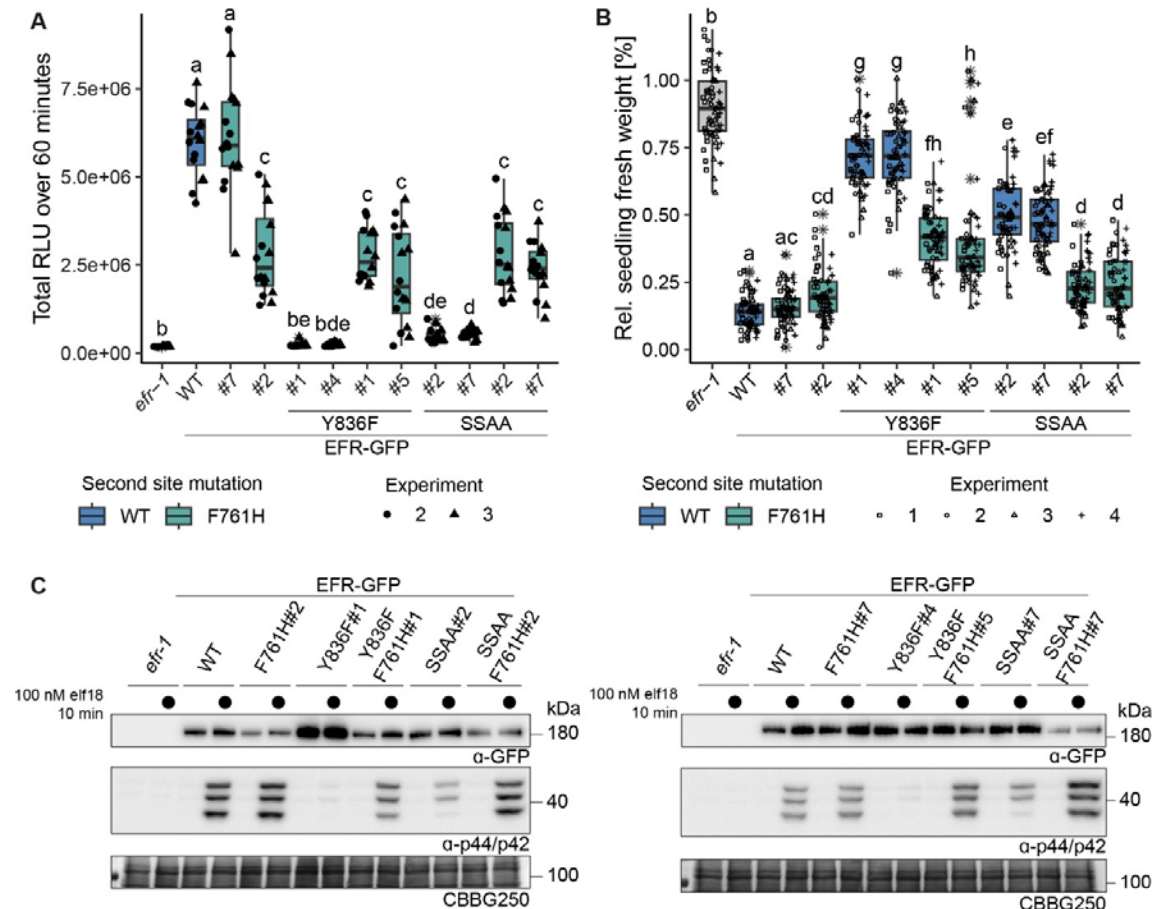 A
Total RLU over 60 minutes
7.5e+06
5.0e+06
2.5e+06
0.0e+00
b
a
a
c
be
bde
c
c
de
d
c
c
efr-1
WT
#7
#2
#1
#4
#1
#5
#2
#7
#2
#7
Y836F
SSAA
EFR-GFP
Second site mutation
WT
F761H
Experiment
2
3
B
Rel. seedling fresh weight [%]
1.00
0.75
0.50
0.25
0.00
b
a
ac
cd
g
g
fh
h
e
ef
d
d
efr-1
WT
#7
#2
#1
#4
#1
#5
#2
#7
#2
#7
Y836F
SSAA
EFR-GFP
Second site mutation
WT
F761H
Experiment
1
2
3
4
C
EFR-GFP
efr-1
WT
F761H#2
Y836F#1
Y836F
F761H#1
SSAA#2
SSAA
F761H#2
100 nM elf18
10 min
kDa
180
α-GFP
40
α-p44/p42
100
CBBG250
EFR-GFP
efr-1
WT
F761H#7
Y836F#4
Y836F
F761H#5
SSAA#7
SSAA
F761H#7
100 nM elf18
10 min
kDa
180
α-GFP
40
α-p44/p42
100
CBBG250